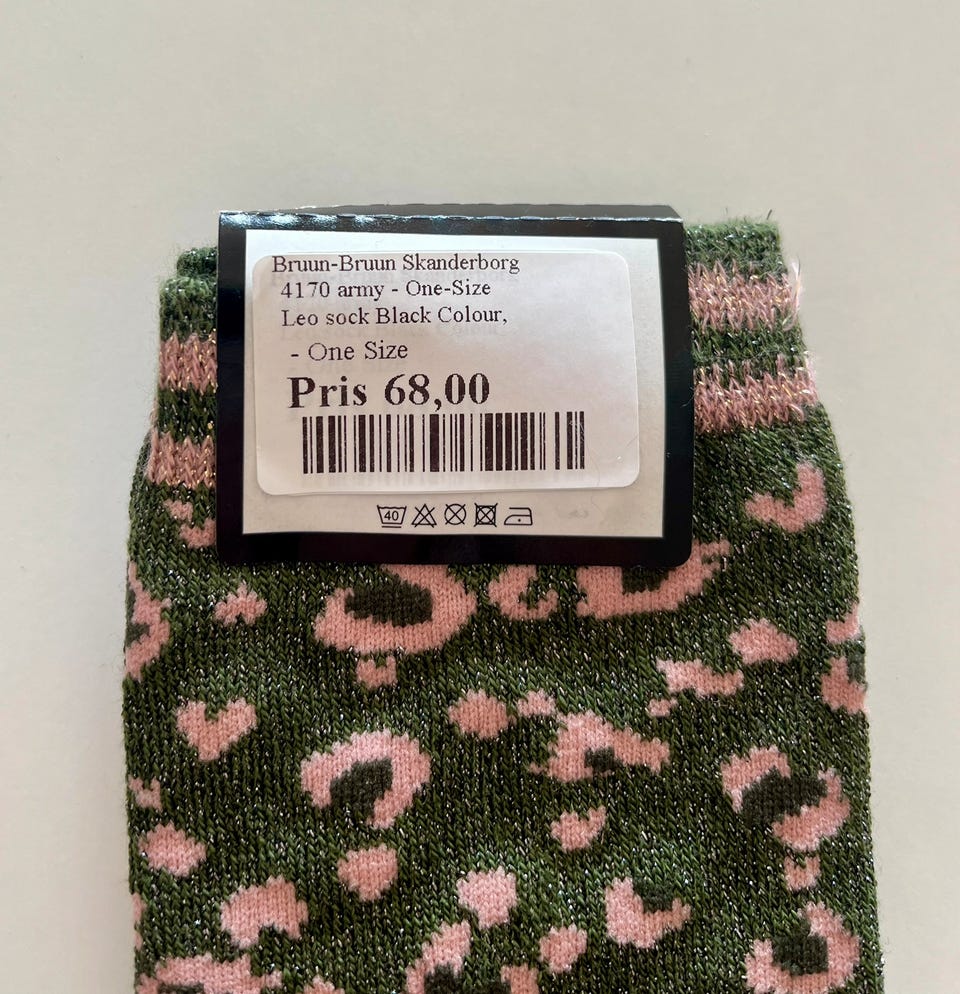 Bruun-Bruun Skanderborg
4170 army - One-Size
Leo sock Black Colour,
- One Size
Pris 68,00
40